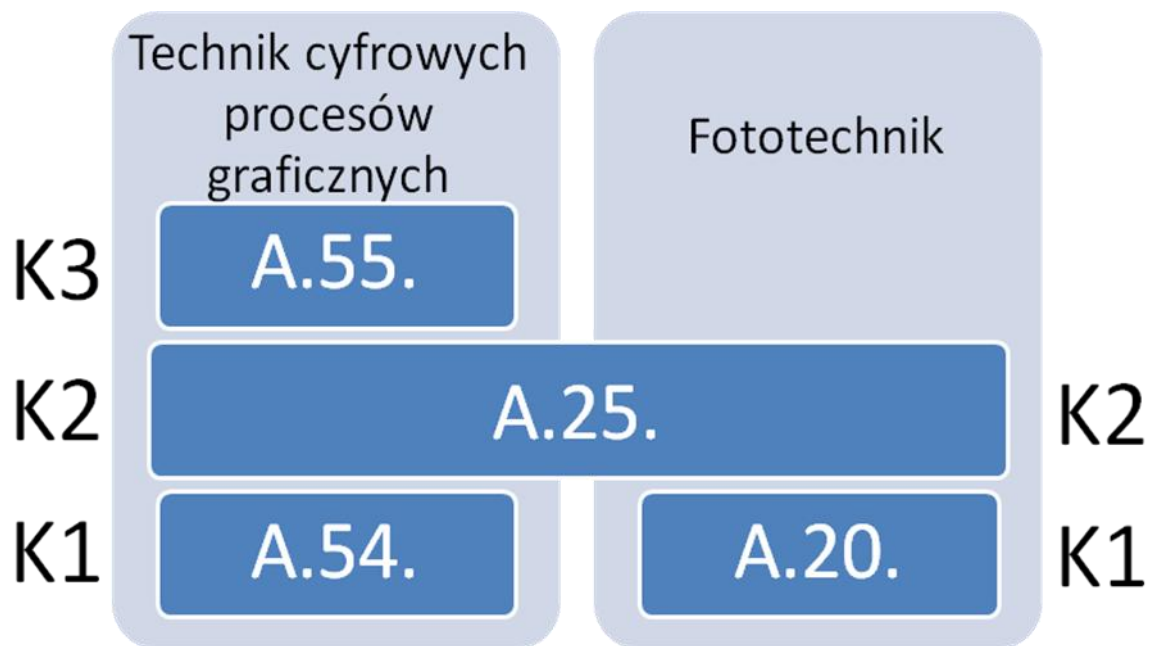 Technik cyfrowych
procesów
graficznych
Fototechnik
K3
A.55.
K2
A.25.
K2
K1
A.54.
A.20.
K1